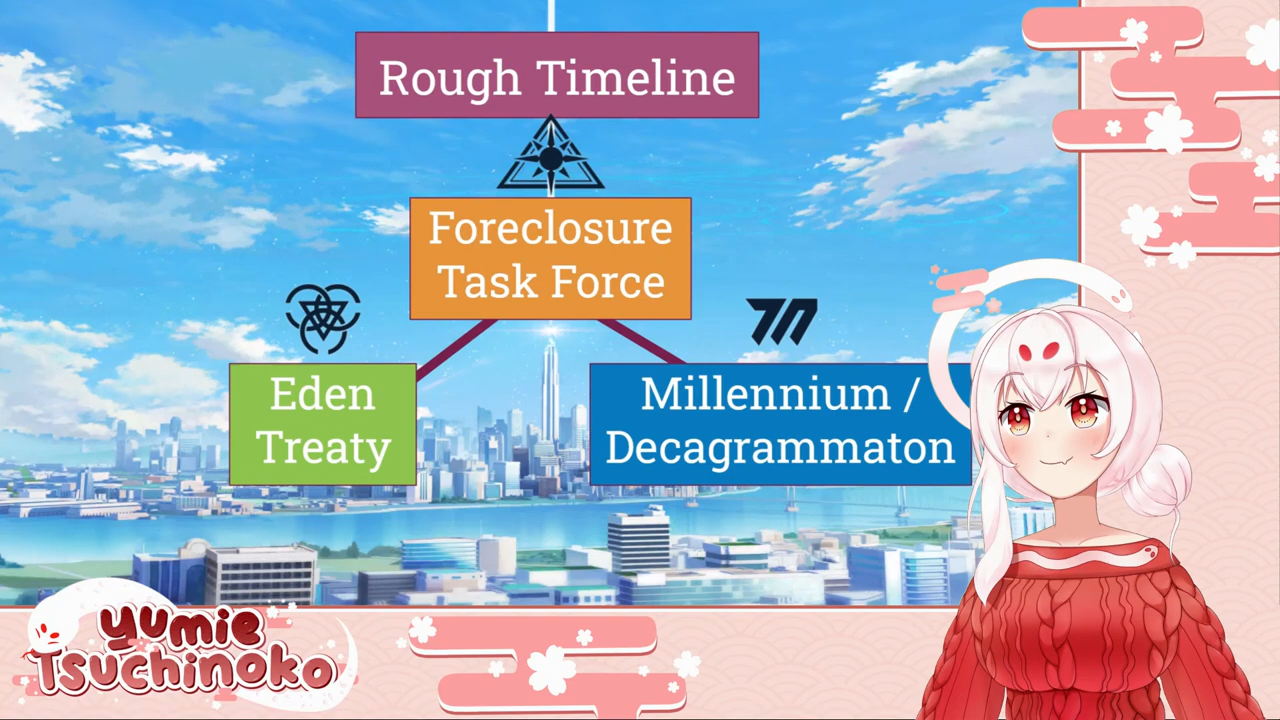 Rough Timeline
Foreclosure
Task Force
Eden
Treaty
Millennium /
Decagrammaton
yumie
Tsuchinoko